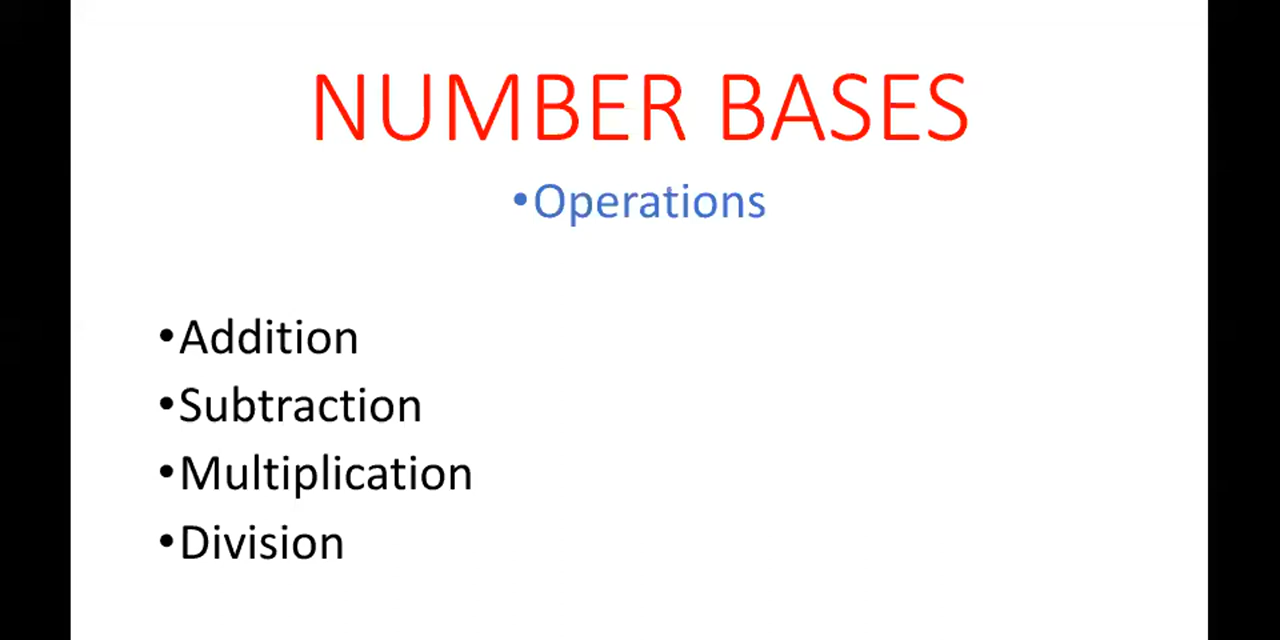 NUMBER BASES
•Operations
•Addition
•Subtraction
•Multiplication
•Division